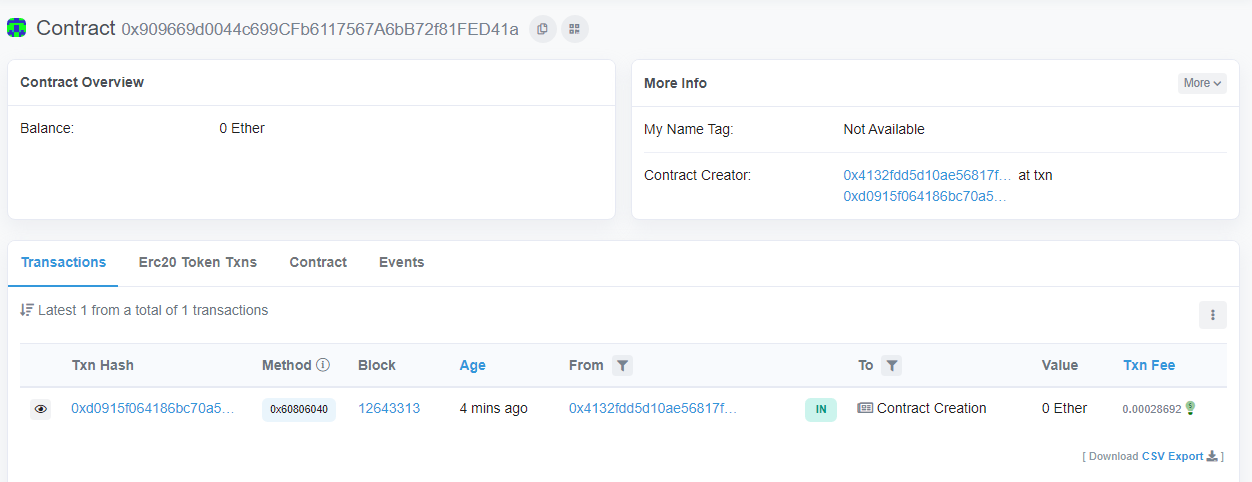 Contract 0x909669d0044c699CFb6117567A6bB72f81FED41a
Contract Overview
Balance: 0 Ether
More Info
More
My Name Tag: Not Available
Contract Creator: 0x4132fdd5d10ae56817f... at txn
0xd0915f064186bc70a5...
Transactions Erc20 Token Txns Contract Events
Latest 1 from a total of 1 transactions
Txn Hash Method Block Age From To Value Txn Fee
0xd0915f064186bc70a5... 0x60806040 12643313 4 mins ago 0x4132fdd5d10ae56817f... IN Contract Creation 0 Ether 0.00028692
[ Download CSV Export ]